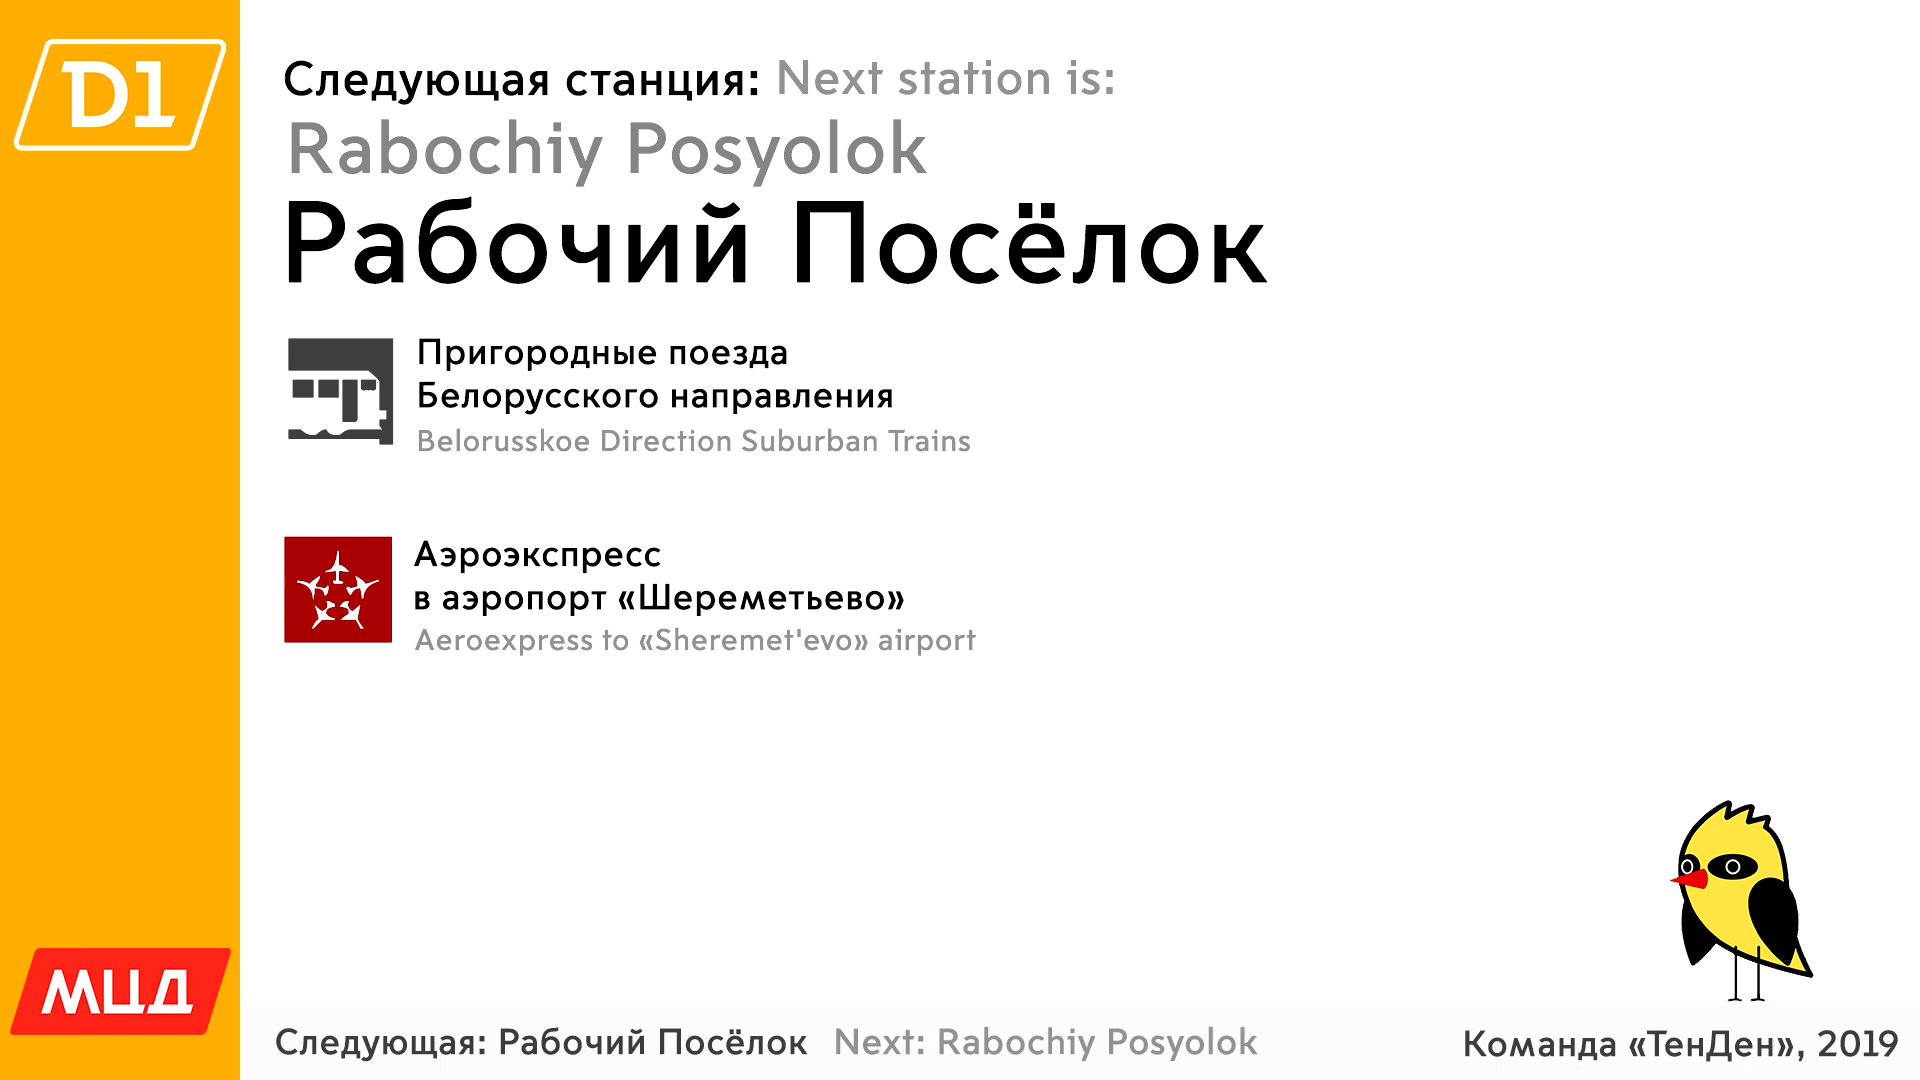 D1
Следующая станция: Next station is:
Rabochiy Posyolok
Рабочий Посёлок
Пригородные поезда
Белорусского направления
Belorusskoe Direction Suburban Trains
Аэроэкспресс
в аэропорт «Шереметьево»
Aeroexpress to «Sheremet'evo» airport
МЦД
Следующая: Рабочий Посёлок Next: Rabochiy Posyolok
Команда «ТенДен», 2019